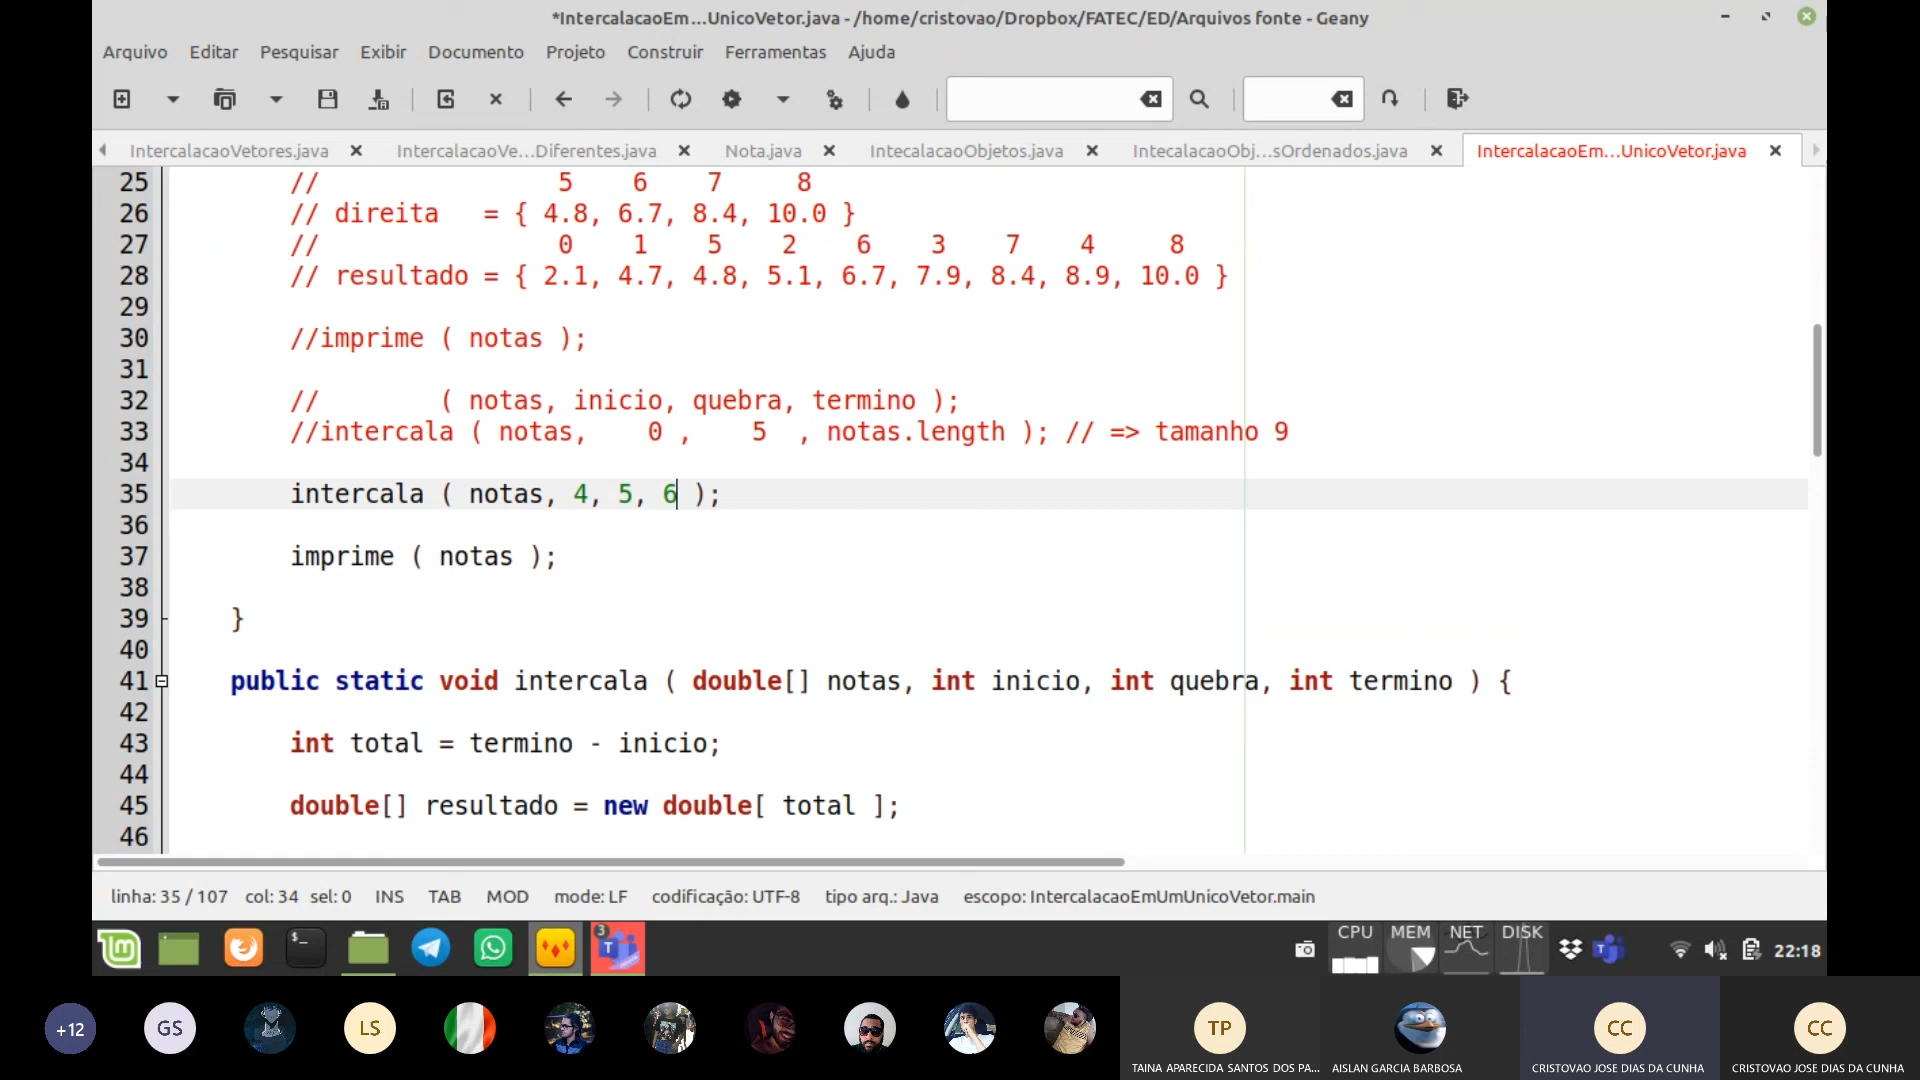 *IntercalacaoEm...UnicoVetor.java - /home/cristovao/Dropbox/FATEC/ED/Arquivos fonte - Geany
Arquivo Editar Pesquisar Exibir Documento Projeto Construir Ferramentas Ajuda
IntercalacaoVetores.java IntercalacaoVe...Diferentes.java Nota.java IntecalacaoObjetos.java IntecalacaoObj...sOrdenados.java IntercalacaoEm...UnicoVetor.java
25 // 5 6 7 8
26 // direita = { 4.8, 6.7, 8.4, 10.0 }
27 // 0 1 5 2 6 3 7 4 8
28 // resultado = { 2.1, 4.7, 4.8, 5.1, 6.7, 7.9, 8.4, 8.9, 10.0 }
29
30 //imprime ( notas );
31
32 // ( notas, inicio, quebra, termino );
33 //intercala ( notas, 0 , 5 , notas.length ); // => tamanho 9
34
35 intercala ( notas, 4, 5, 6 );
36
37 imprime ( notas );
38
39 }
40
41 public static void intercala ( double[] notas, int inicio, int quebra, int termino ) {
42
43 int total = termino - inicio;
44
45 double[] resultado = new double[ total ];
46
linha: 35 / 107 col: 34 sel: 0 INS TAB MOD mode: LF codificação: UTF-8 tipo arq.: Java escopo: IntercalacaoEmUmUnicoVetor.main
$_ 3 T CPU MEM NET DISK T 22:18
+12 GS LS TP CC CC
TAINA APARECIDA SANTOS DOS PA... AISLAN GARCIA BARBOSA CRISTOVAO JOSE DIAS DA CUNHA CRISTOVAO JOSE DIAS DA CUNHA